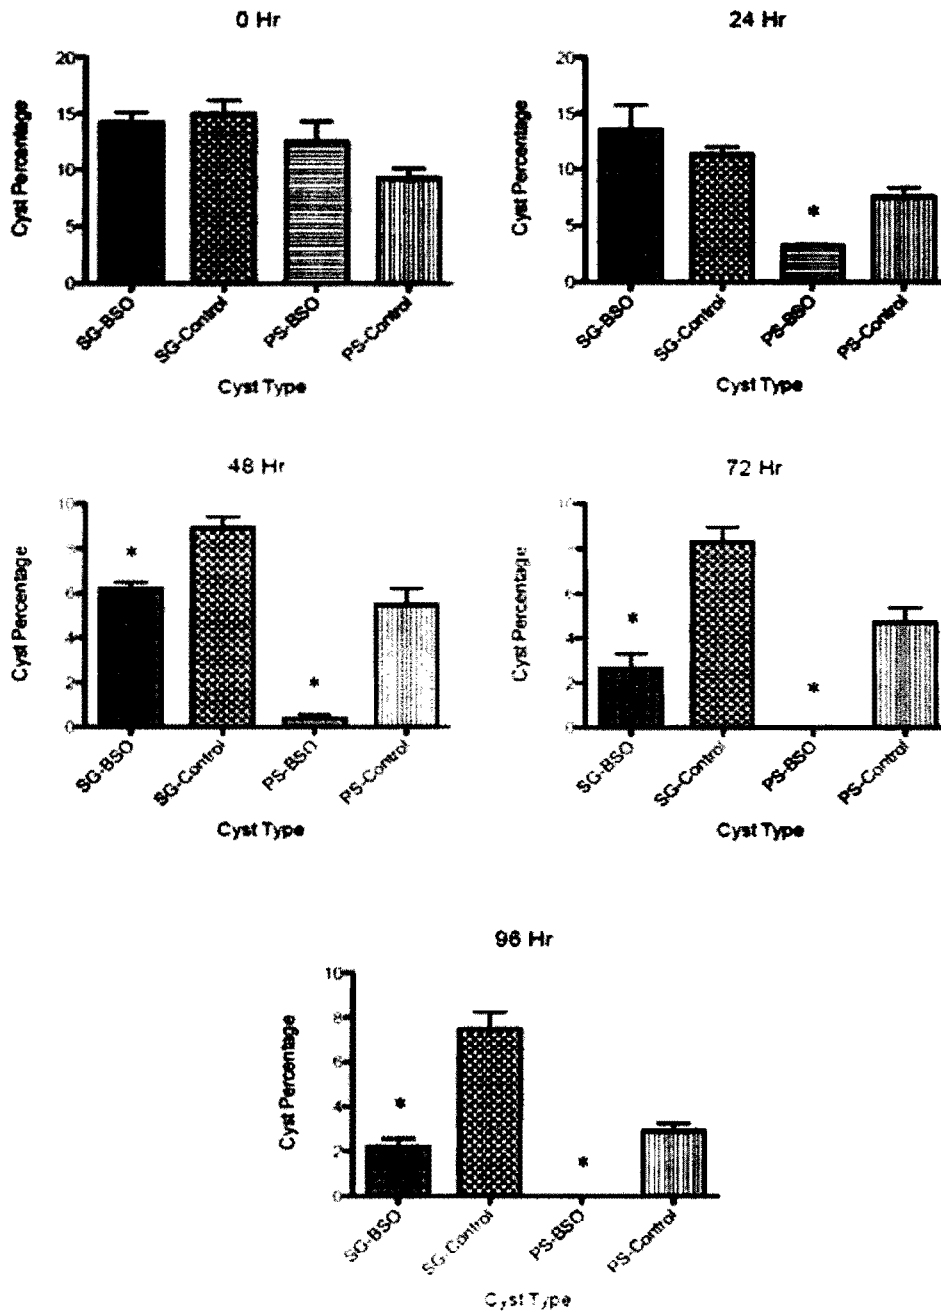 0 Hr
20
15
10
5
0
Cyst Percentage
SG-BSO
SG-Control
PS-BSO
PS-Control
Cyst Type
24 Hr
20
15
10
5
0
Cyst Percentage
*
SG-BSO
SG-Control
PS-BSO
PS-Control
Cyst Type
48 Hr
10
8
6
4
2
0
Cyst Percentage
*
*
SG-BSO
SG-Control
PS-BSO
PS-Control
Cyst Type
72 Hr
10
8
6
4
2
0
Cyst Percentage
*
*
SG-BSO
SG-Control
PS-BSO
PS-Control
Cyst Type
96 Hr
10
8
6
4
2
0
Cyst Percentage
*
*
SG-BSO
SG-Control
PS-BSO
PS-Control
Cyst Type